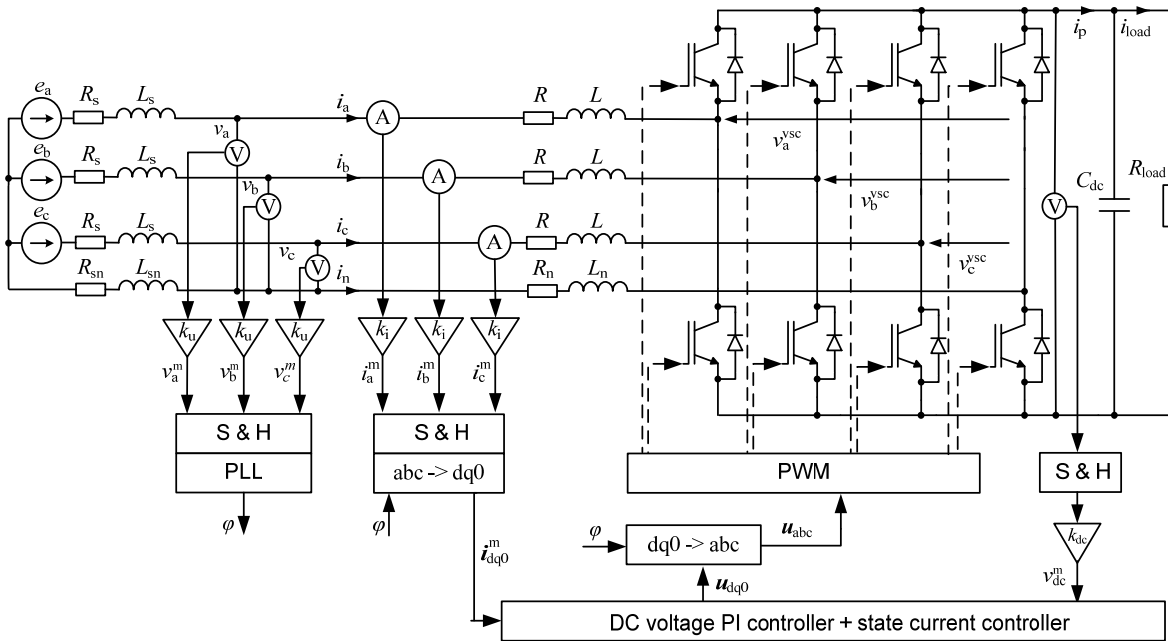 i_p i_load
e_a R_s L_s i_a A R L
v_a V v_a^vsc
e_b R_s L_s i_b A R L
v_b V v_b^vsc V C_dc R_load
e_c R_s L_s i_c A R L
v_c V v_c^vsc
R_sn L_sn i_n R_n L_n
k_u k_u k_u k_i k_i k_i
v_a^m v_b^m v_c^m i_a^m i_b^m i_c^m
S & H S & H
PLL abc -> dq0 PWM S & H
φ φ i_dq0^m φ dq0 -> abc u_abc k_dc
u_dq0 v_dc^m
DC voltage PI controller + state current controller